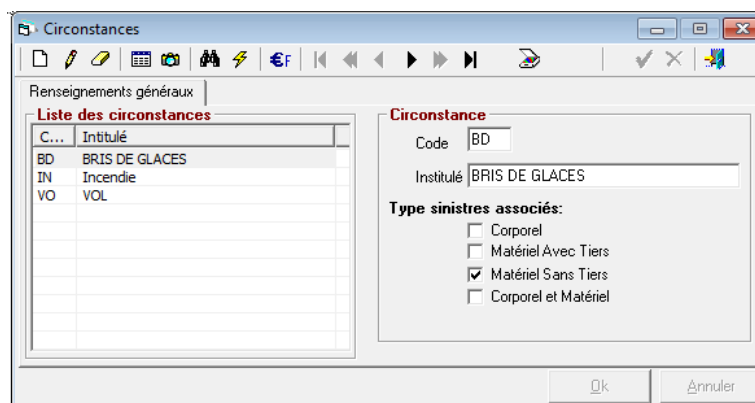 Circonstances
€F
Renseignements généraux
Liste des circonstances
C... Intitulé
BD BRIS DE GLACES
IN Incendie
VO VOL
Circonstance
Code BD
Institulé BRIS DE GLACES
Type sinistres associés:
Corporel
Matériel Avec Tiers
Matériel Sans Tiers
Corporel et Matériel
Ok Annuler